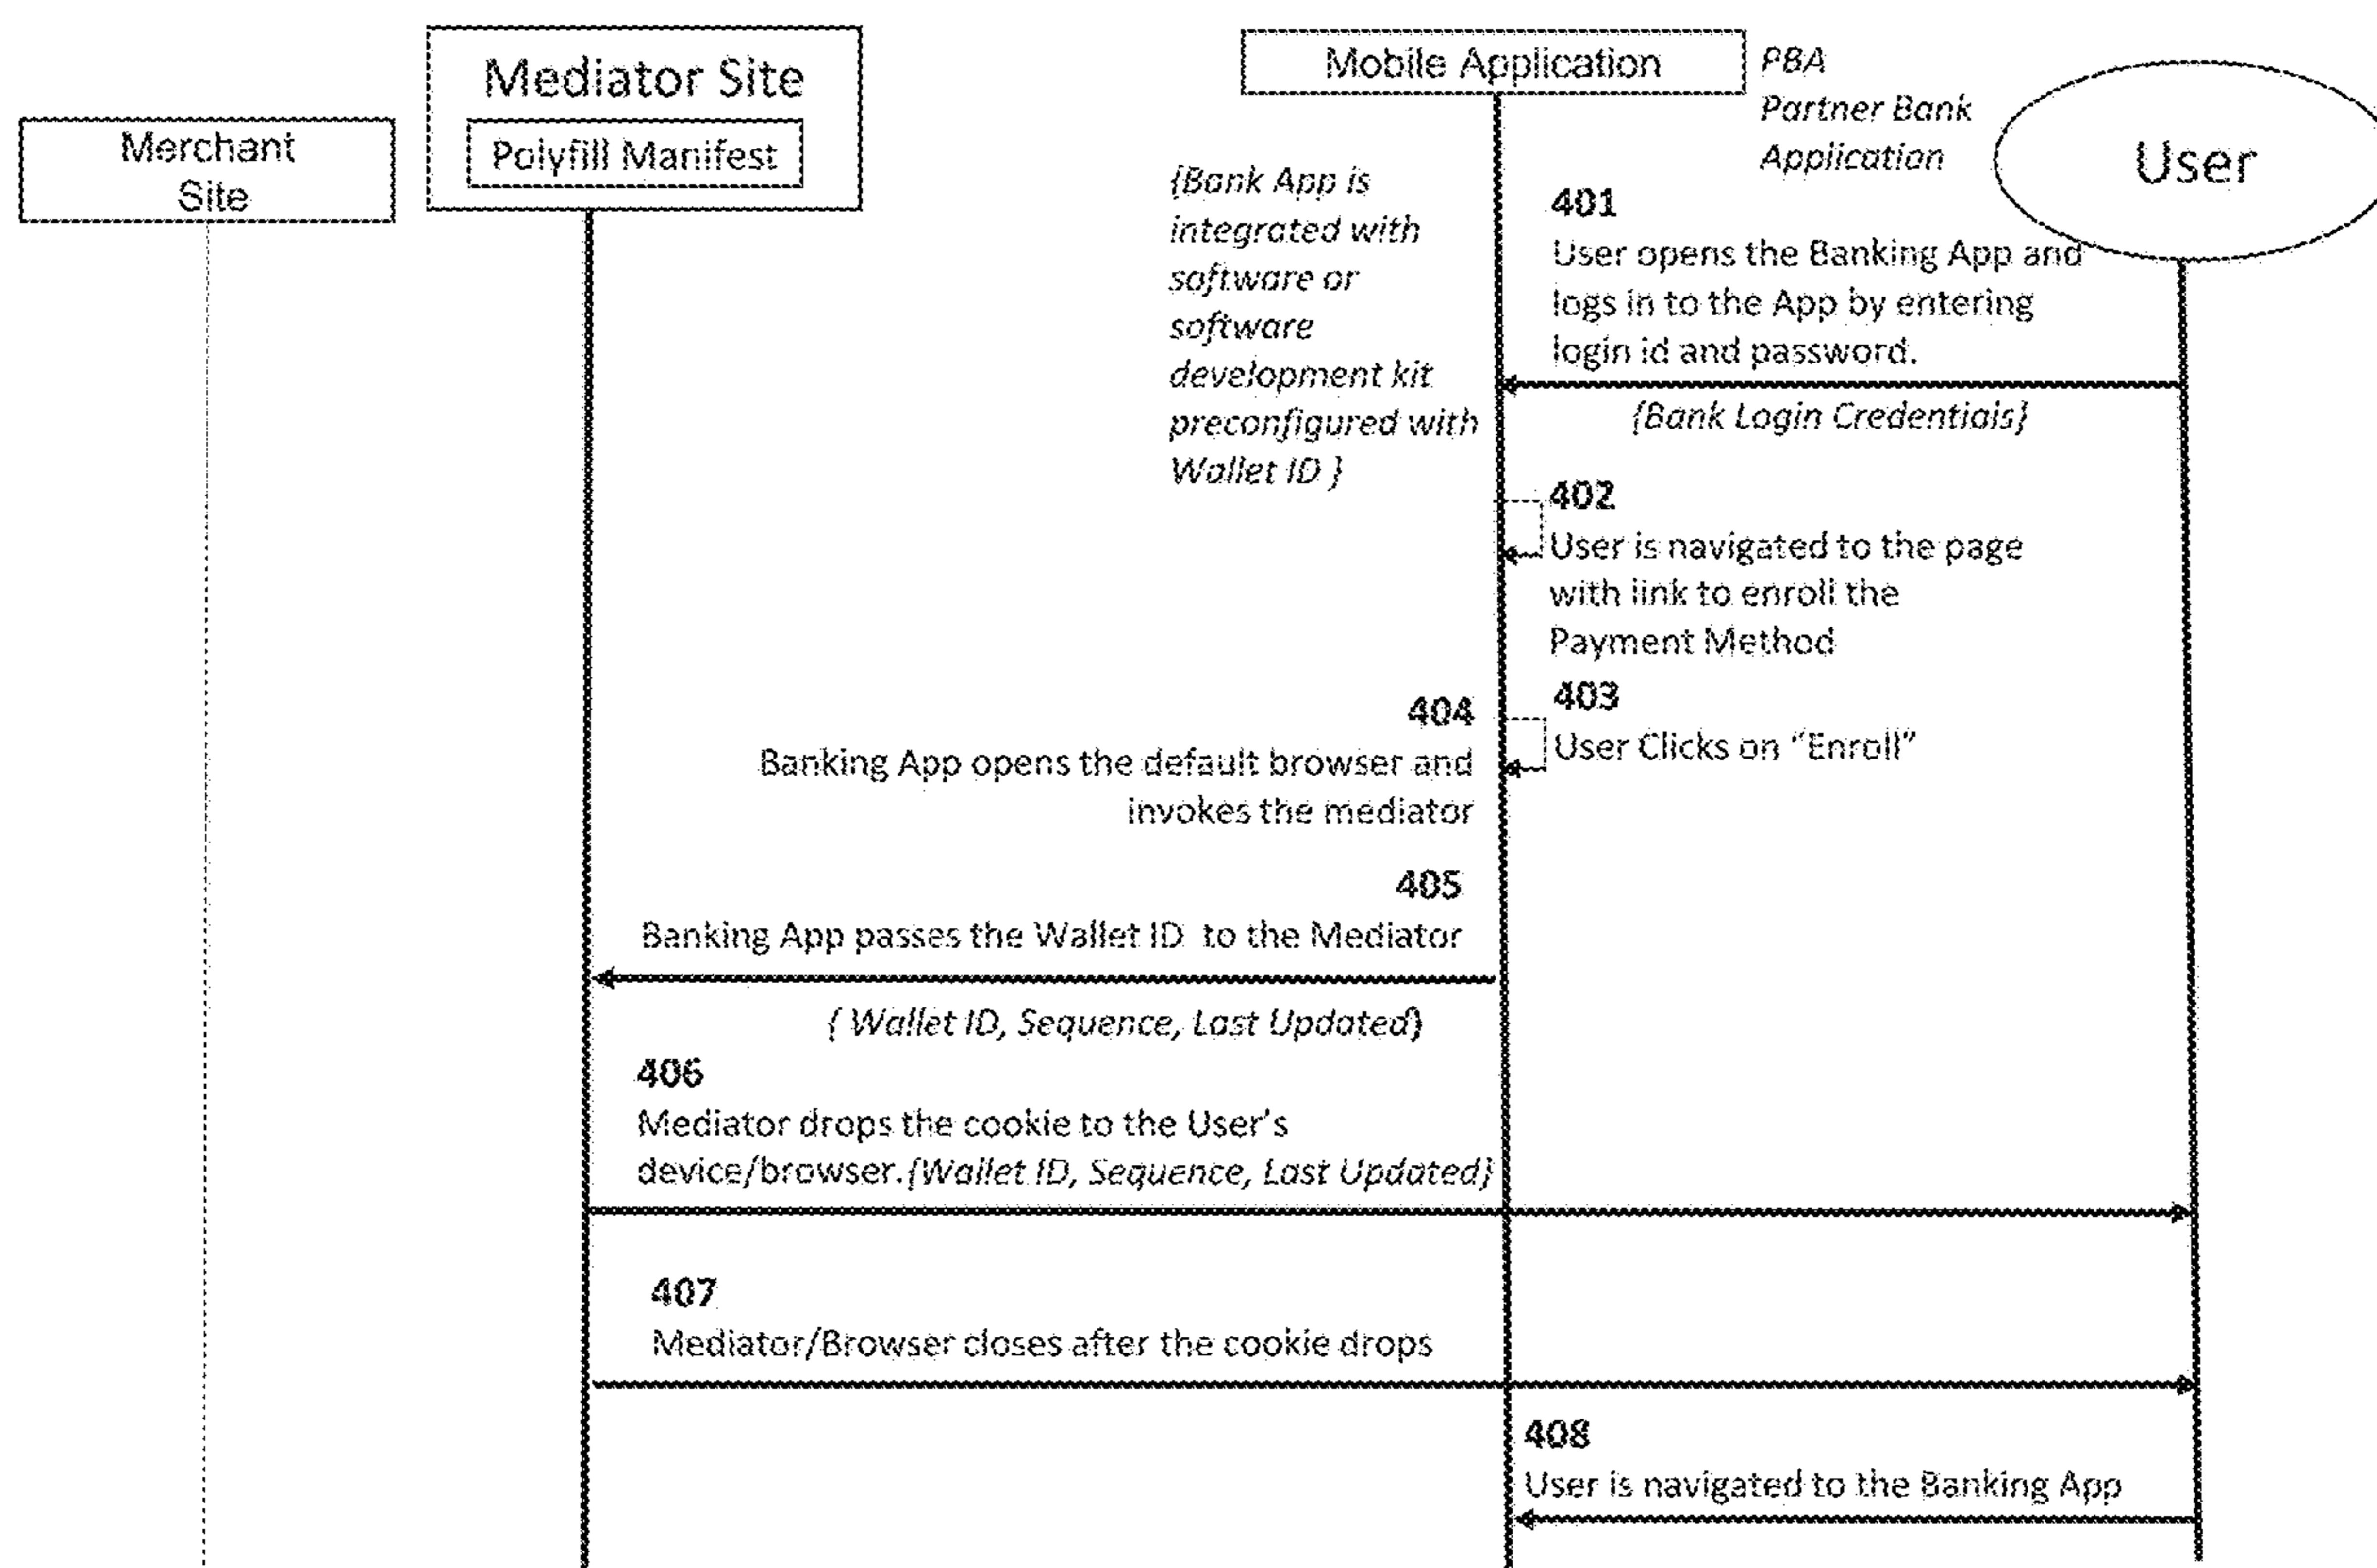 Merchant
Site
Mediator Site
Polyfill Manifest
Mobile Application
PBA
Partner Bank
Application
User
{Bank App is
integrated with
software or
software
development kit
preconfigured with
Wallet ID }
401
User opens the Banking App and
logs in to the App by entering
login id and password.
{Bank Login Credentials}
402
User is navigated to the page
with link to enroll the
Payment Method
403
User Clicks on “Enroll”
404
Banking App opens the default browser and
invokes the mediator
405
Banking App passes the Wallet ID to the Mediator
{ Wallet ID, Sequence, Last Updated)
406
Mediator drops the cookie to the User's
device/browser.{Wallet ID, Sequence, Last Updated}
407
Mediator/Browser closes after the cookie drops
408
User is navigated to the Banking App